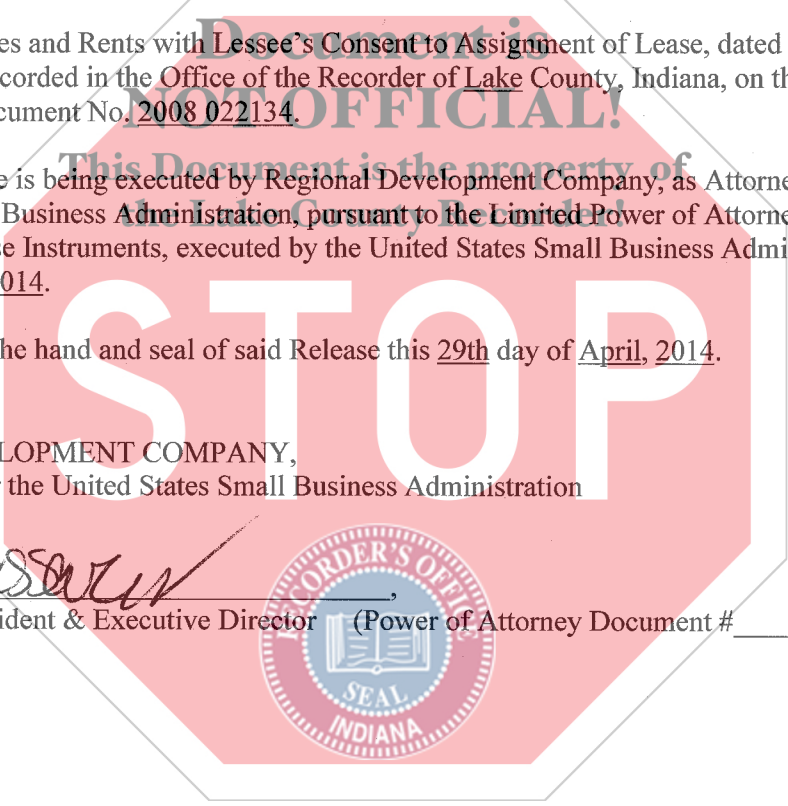 es and Rents with Lessee's Consent to Assignment of Lease, dated
Document is
corded in the Office of the Recorder of Lake County, Indiana, on th
cument No. 2008 022134.
NOT OFFICIAL!
This Document is the property of
e is being executed by Regional Development Company, as Attorne
the Lake County Recorder!
Business Administration, pursuant to the Limited Power of Attorne
se Instruments, executed by the United States Small Business Admi
014.
STOP
he hand and seal of said Release this 29th day of April, 2014.
LOPMENT COMPANY,
the United States Small Business Administration
,
ident & Executive Director (Power of Attorney Document #
RECORDER'S OFFICE
SEAL
INDIANA